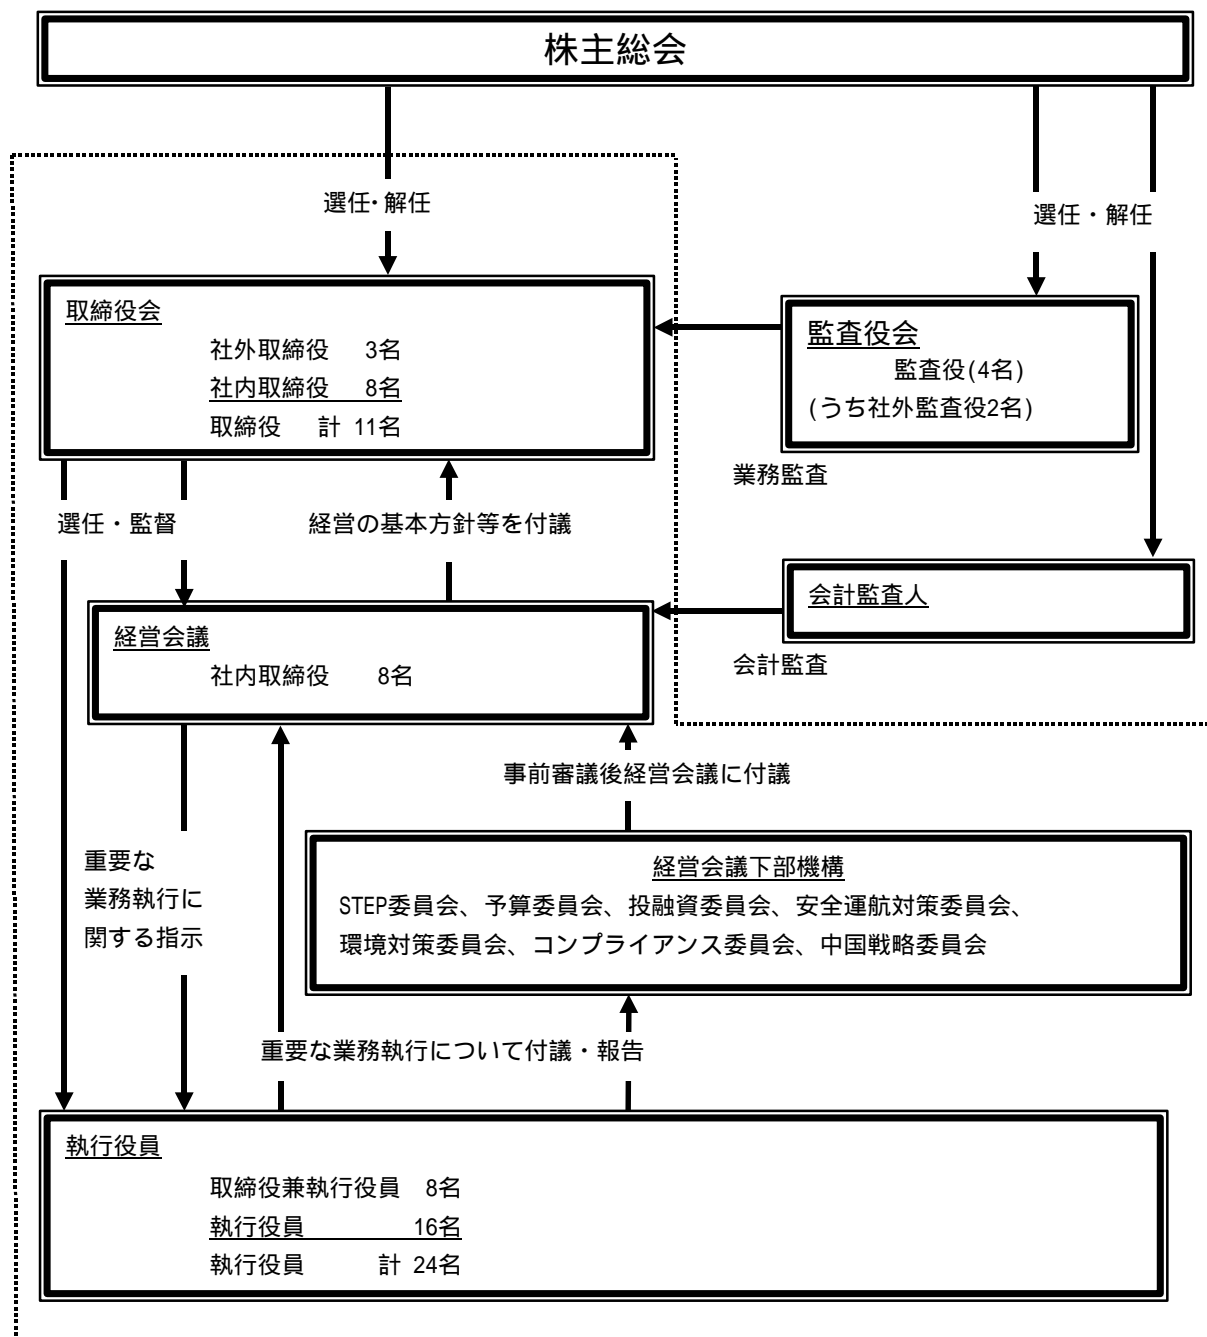 株主総会
選任・解任
選任・解任
取締役会
社外取締役 3名
社内取締役 8名
取締役 計 11名
監査役会
監査役(4名)
(うち社外監査役2名)
業務監査
選任・監督
経営の基本方針等を付議
会計監査人
会計監査
経営会議
社内取締役 8名
事前審議後経営会議に付議
重要な
業務執行に
関する指示
経営会議下部機構
STEP委員会、予算委員会、投融資委員会、安全運航対策委員会、
環境対策委員会、コンプライアンス委員会、中国戦略委員会
重要な業務執行について付議・報告
執行役員
取締役兼執行役員 8名
執行役員 16名
執行役員 計 24名